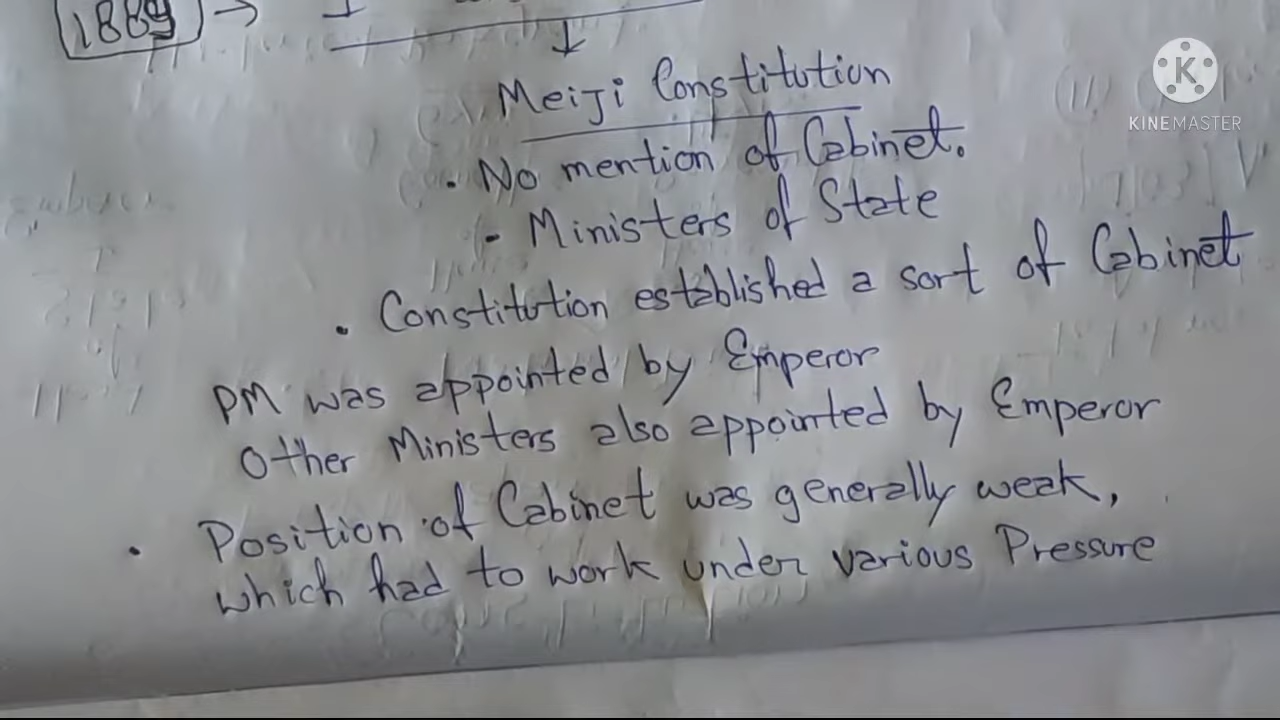 1889 →
Meiji Constitution
. No mention of Cabinet.
- Ministers of State
. Constitution established a sort of Cabinet
PM was appointed by Emperor
Other Ministers also appointed by Emperor
. Position of Cabinet was generally weak,
which had to work under various Pressure
KINEMASTER